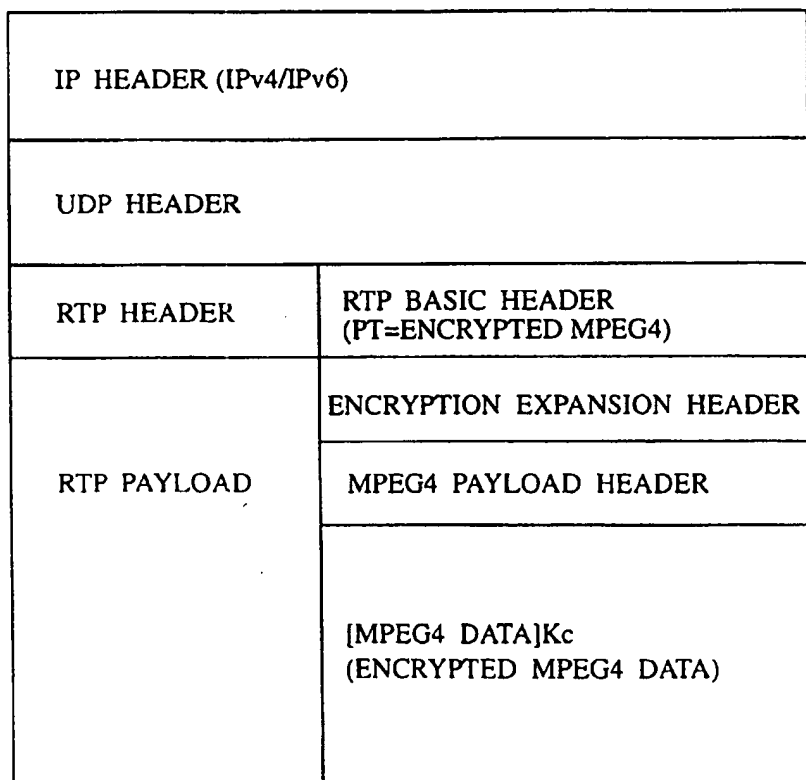 IP HEADER (IPv4/IPv6)
UDP HEADER
RTP HEADER
RTP BASIC HEADER
(PT=ENCRYPTED MPEG4)
ENCRYPTION EXPANSION HEADER
RTP PAYLOAD
MPEG4 PAYLOAD HEADER
[MPEG4 DATA]Kc
(ENCRYPTED MPEG4 DATA)